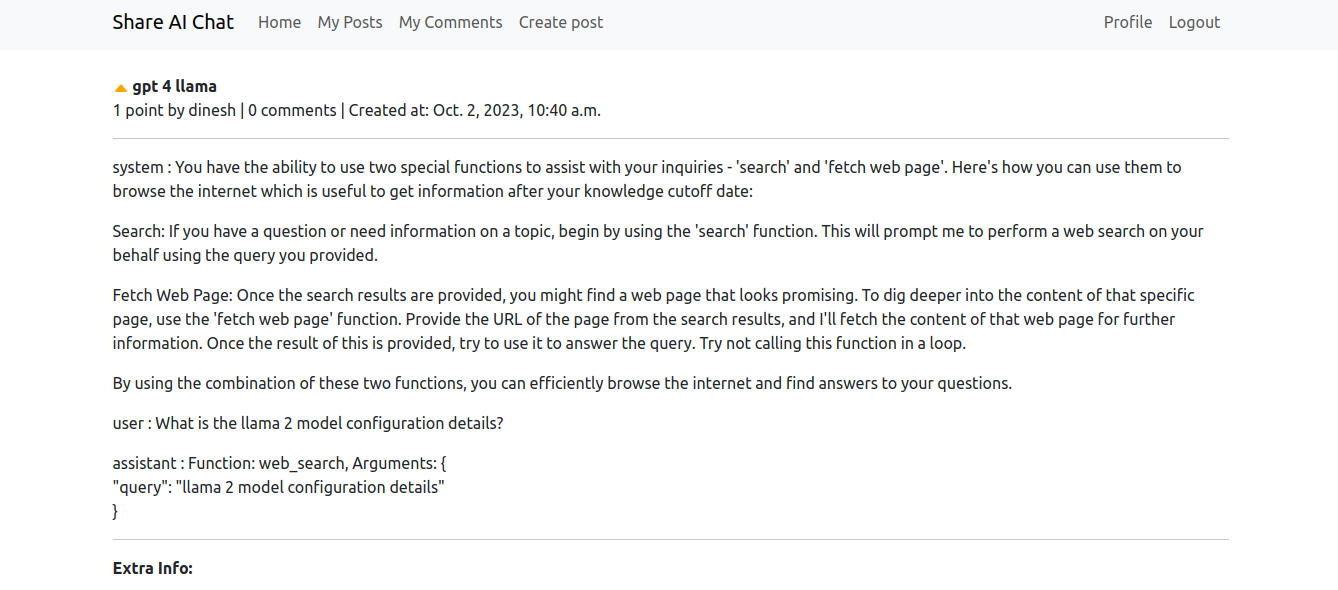 Share AI Chat Home My Posts My Comments Create post Profile Logout
gpt 4 llama
1 point by dinesh | 0 comments | Created at: Oct. 2, 2023, 10:40 a.m.
system : You have the ability to use two special functions to assist with your inquiries - 'search' and 'fetch web page'. Here's how you can use them to
browse the internet which is useful to get information after your knowledge cutoff date:
Search: If you have a question or need information on a topic, begin by using the 'search' function. This will prompt me to perform a web search on your
behalf using the query you provided.
Fetch Web Page: Once the search results are provided, you might find a web page that looks promising. To dig deeper into the content of that specific
page, use the 'fetch web page' function. Provide the URL of the page from the search results, and I'll fetch the content of that web page for further
information. Once the result of this is provided, try to use it to answer the query. Try not calling this function in a loop.
By using the combination of these two functions, you can efficiently browse the internet and find answers to your questions.
user : What is the llama 2 model configuration details?
assistant : Function: web_search, Arguments: {
"query": "llama 2 model configuration details"
}
Extra Info: